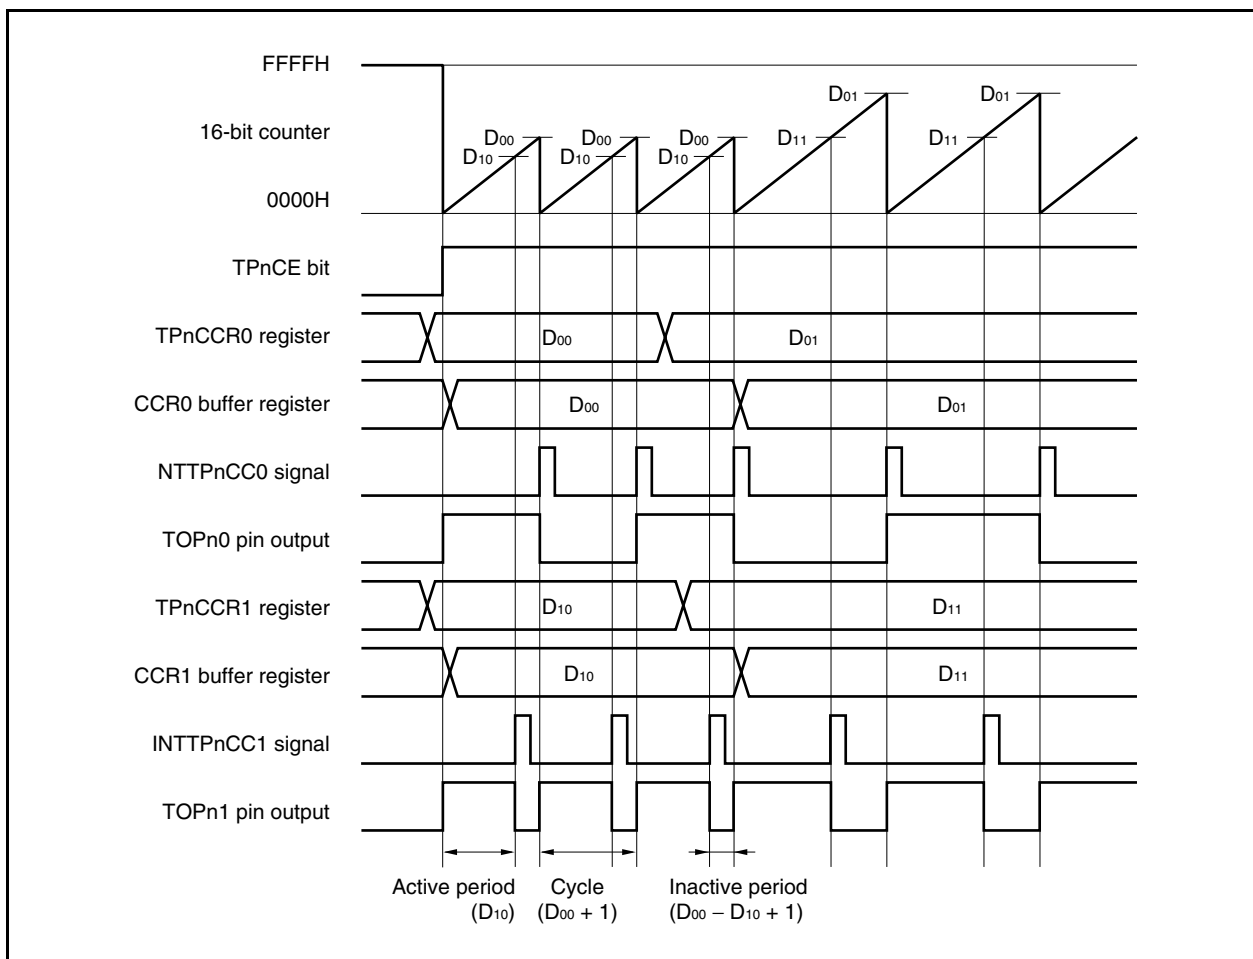 FFFFH
D01 D01
16-bit counter D00 D00 D00 D11 D11
D10 D10 D10
0000H
TPnCE bit
TPnCCR0 register D00 D01
CCR0 buffer register D00 D01
NTTPnCC0 signal
TOPn0 pin output
TPnCCR1 register D10 D11
CCR1 buffer register D10 D11
INTTPnCC1 signal
TOPn1 pin output
Active period Cycle Inactive period
(D10) (D00 + 1) (D00 − D10 + 1)